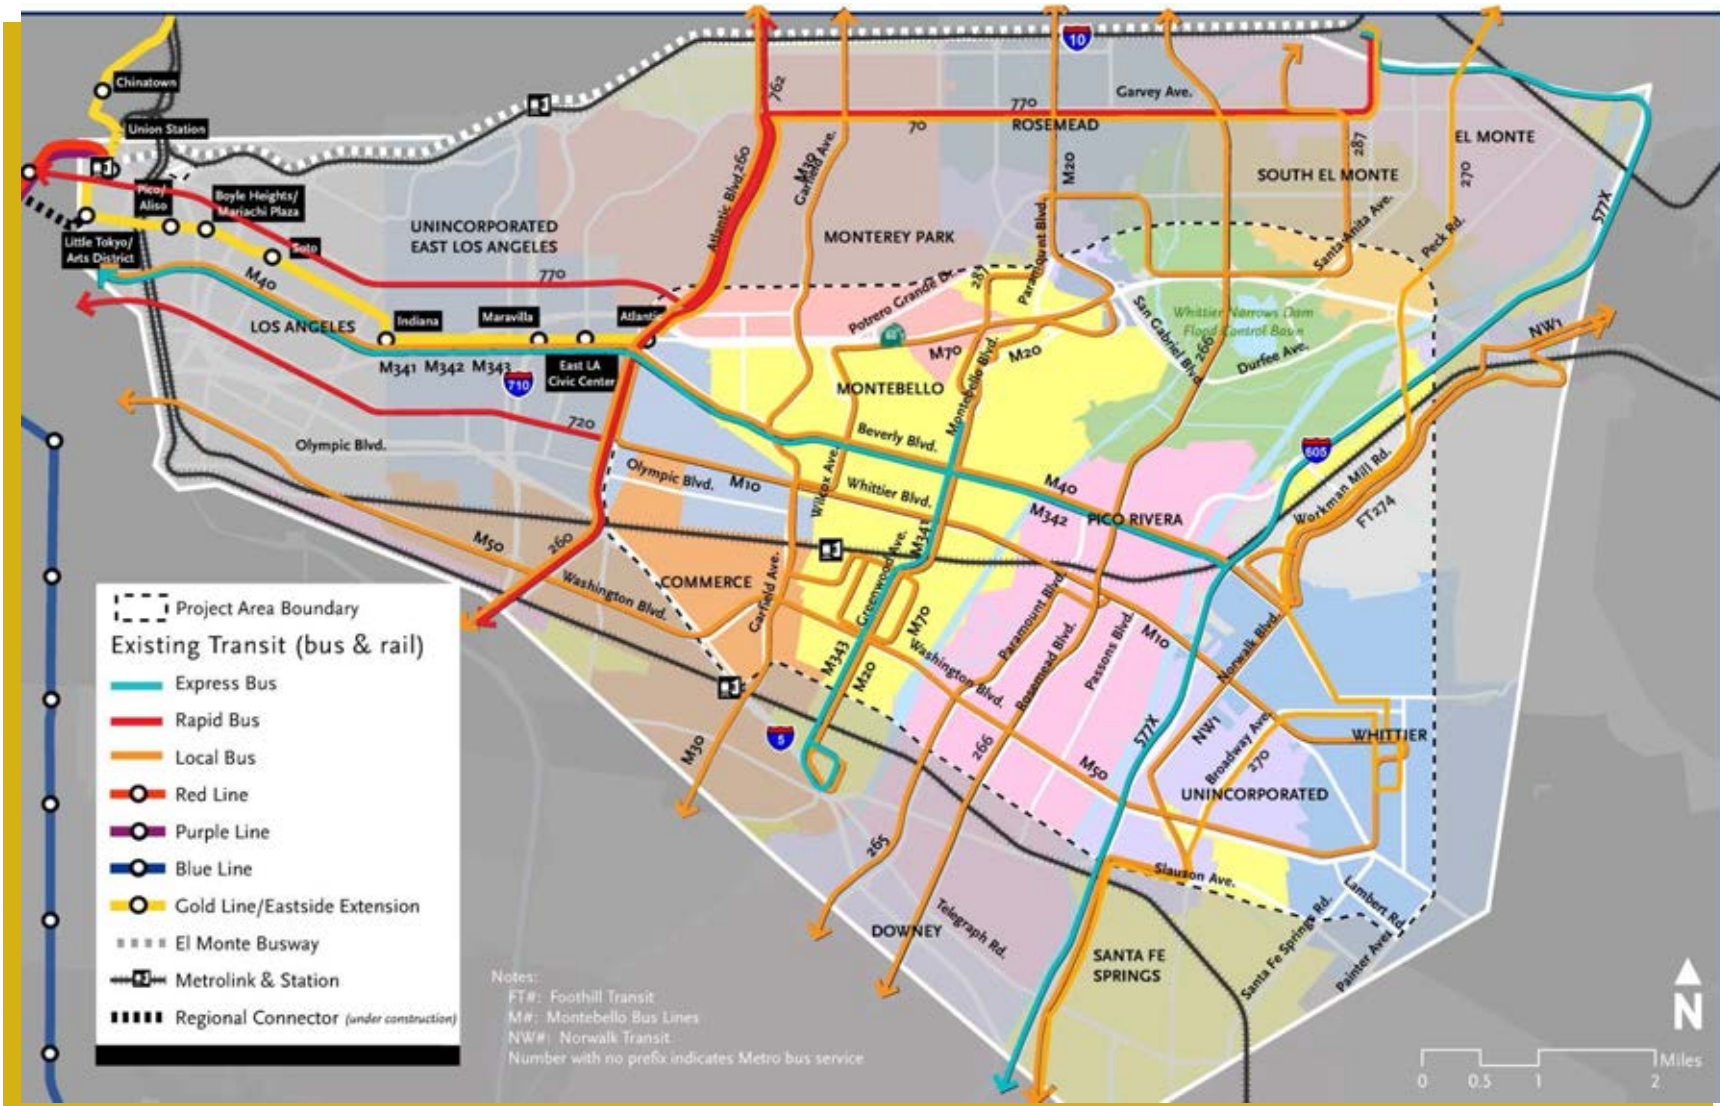 10
Chinatown
762
770
Garvey Ave.
Union Station
70
ROSEMEAD
EL MONTE
Atlantic Blvd.
260
M30
Garfield Ave.
M20
287
270
SOUTH EL MONTE
Pico/
Aliso
Boyle Heights/
Mariachi Plaza
577X
UNINCORPORATED
EAST LOS ANGELES
MONTEREY PARK
Paramount Blvd.
Santa Anita Ave.
Peck Rd.
Little Tokyo/
Arts District
Soto
M40
770
Potrero Grande Dr.
287
LOS ANGELES
Indiana
Maravilla
Atlantic
60
San Gabriel Blvd.
Whittier Narrows Dam
Flood Control Basin
NW1
M341 M342 M343
710
East LA
Civic Center
M70
M20
Montebello Blvd.
266
Durfee Ave.
MONTEBELLO
720
Olympic Blvd.
Beverly Blvd.
605
Olympic Blvd.
M10
Wilcox Ave.
Whittier Blvd.
M40
M342
PICO RIVERA
Workman Mill Rd.
FT274
M50
260
Washington Blvd.
COMMERCE
Garfield Ave.
Greenwood Ave.
M341
M70
M343
M20
Washington Blvd.
Paramount Blvd.
Rosemead Blvd.
Passons Blvd.
M10
Norwalk Blvd.
5
M30
266
M50
577X
NW1
Broadway Ave.
270
WHITTIER
UNINCORPORATED
265
Slauson Ave.
Lambert Rd.
DOWNEY
Telegraph Rd.
SANTA FE
SPRINGS
Santa Fe Springs Rd.
Painter Ave.
Project Area Boundary
Existing Transit (bus & rail)
Express Bus
Rapid Bus
Local Bus
Red Line
Purple Line
Blue Line
Gold Line/Eastside Extension
El Monte Busway
Metrolink & Station
Regional Connector (under construction)
Notes:
FT#: Foothill Transit
M#: Montebello Bus Lines
NW#: Norwalk Transit
Number with no prefix indicates Metro bus service
N
Miles
0 0.5 1 2